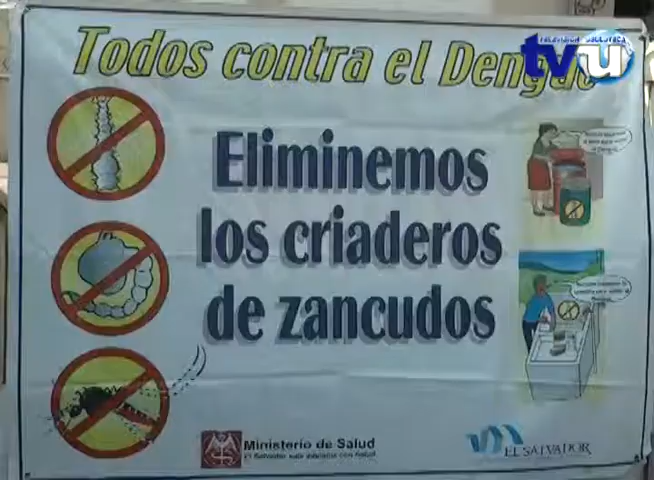 Todos contra el Dengue
tvu
Eliminemos
los criaderos
de zancudos
Ministerio de Salud
EL SALVADOR